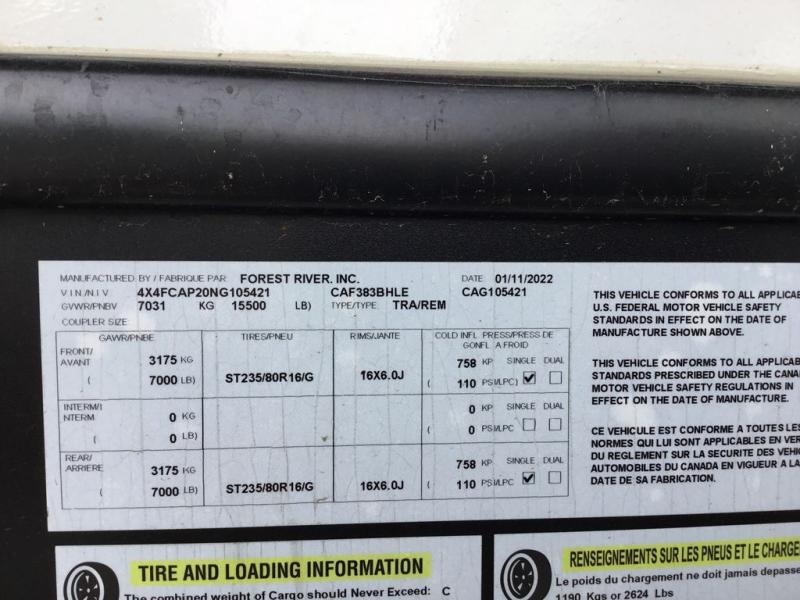 MANUFACTURED BY / FABRIQUE PAR FOREST RIVER. INC. DATE 01/11/2022
V I N./N.I.V 4X4FCAP20NG105421 CAF383BHLE CAG105421
GVWR/PNBV 7031 KG 15500 LB) TYPE/TYPE: TRA/REM
COUPLER SIZE
GAWR/PNBE TIRES/PNEU RIMS/JANTE COLD INFL PRESS/PRESS DE
GONFL A FROID
FRONT/
AVANT 3175 KG ST235/80R16/G 16X6.0J 758 KP SINGLE DUAL
( 7000 LB) ( 110 PSI/LPC)
INTERM/I
NTERM 0 KG 0 KP SINGLE DUAL
( 0 LB) ( 0 PSI/LPC
REAR/
ARRIERE 3175 KG ST235/80R16/G 16X6.0J 758 KP SINGLE DUAL
( 7000 LB) ( 110 PSI/LPC
THIS VEHICLE CONFORMS TO ALL
U.S. FEDERAL MOTOR VEHICLE SAFETY
STANDARDS IN EFFECT ON THE DATE OF
MANUFACTURE SHOWN ABOVE.
THIS VEHICLE CONFORMS TO ALL
STANDARDS PRESCRIBED UNDER THE
MOTOR VEHICLE SAFETY REGULATIONS IN
EFFECT ON THE DATE OF MANUFACTURE.
CE VEHICULE EST CONFORME A TOUTES
NORMES QUI LUI SONT APPLICABLES EN
DU REGLEMENT SUR LA SECURITE DES
AUTOMOBILES DU CANADA EN VIGUEUR A
DATE DE SA FABRICATION.
TIRE AND LOADING INFORMATION
The combined weight of Cargo should Never Exceed: C
RENSEIGNEMENTS SUR LES PNEUS ET LE
Le poids du chargement ne doit jamais
1190 Kgs or 2624 Lbs